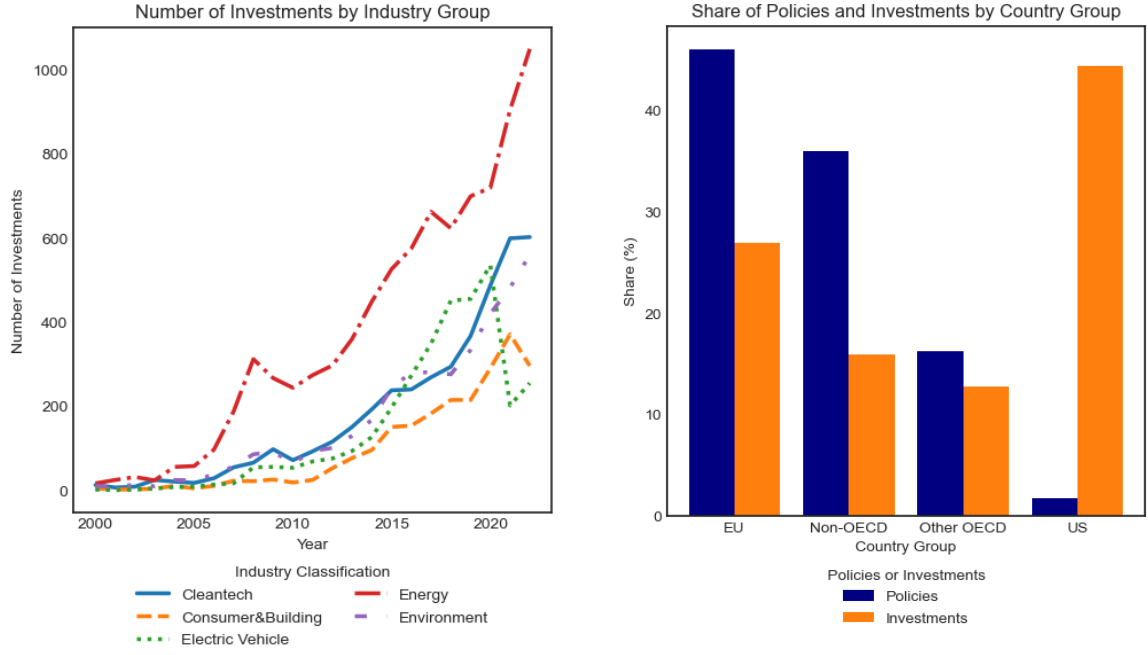 Number of Investments by Industry Group
Number of Investments
1000
800
600
400
200
0
2000
2005
2010
2015
2020
Year
Industry Classification
Cleantech
Consumer&Building
Electric Vehicle
Energy
Environment
Share of Policies and Investments by Country Group
Share (%)
40
30
20
10
0
EU
Non-OECD
Other OECD
US
Country Group
Policies or Investments
Policies
Investments